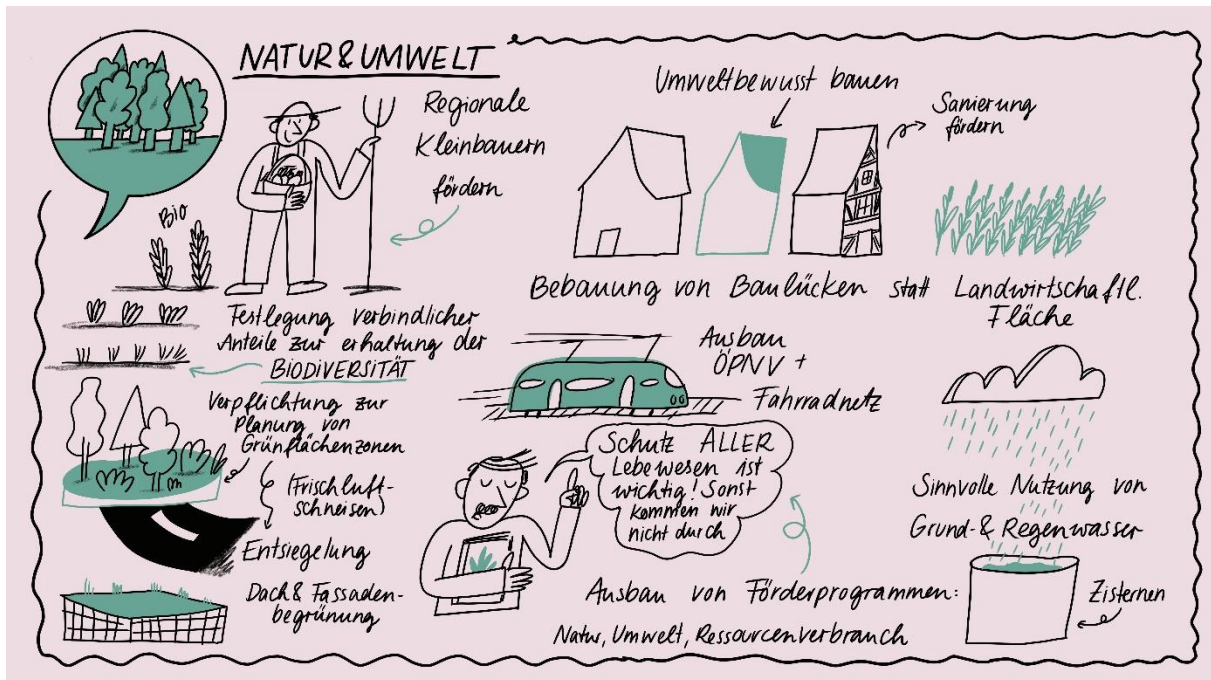 NATUR & UMWELT
Regionale
Kleinbauern
fördern
Bio
Festlegung verbindlicher
Anteile zur erhaltung der
BIODIVERSITÄT
Verpflichtung zur
Planung von
Grünflächenzonen
(Frischluft-
schneisen)
Entsiegelung
Dach & Fassaden-
begrünung
Umweltbewusst bauen
Sanierung
fördern
Bebauung von Baulücken statt Landwirtschaftl.
Fläche
Ausbau
ÖPNV +
Fahrradnetz
Schutz ALLER
Lebewesen ist
wichtig! Sonst
kommen wir
nicht durch
Ausbau von Förderprogrammen:
Natur, Umwelt, Ressourcenverbrauch
Sinnvolle Nutzung von
Grund- & Regenwasser
Zisternen